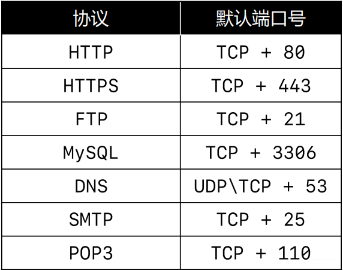 协议 默认端口号
HTTP TCP + 80
HTTPS TCP + 443
FTP TCP + 21
MySQL TCP + 3306
DNS UDP\TCP + 53
SMTP TCP + 25
POP3 TCP + 110